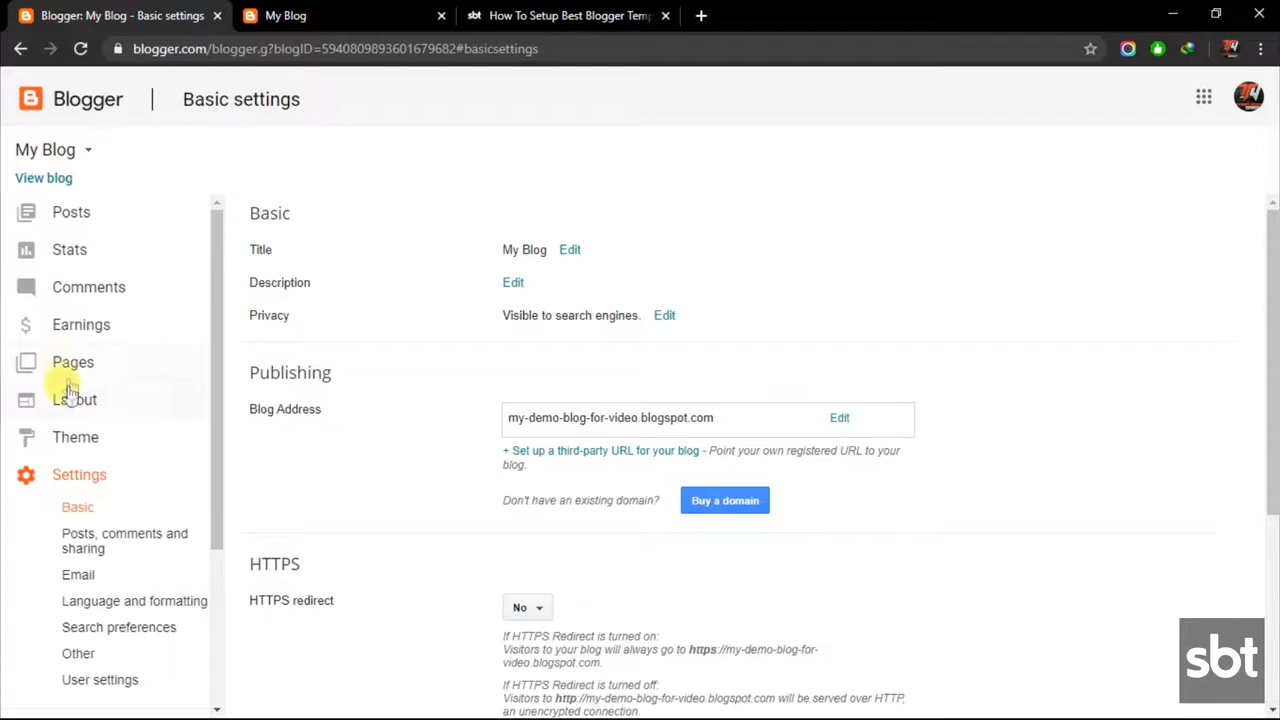 Blogger: My Blog - Basic settings
My Blog
sbt How To Setup Best Blogger Temp
blogger.com/blogger.g?blogID=5940809893601679682#basicsettings
Blogger
Basic settings
My Blog
View blog
Posts
Stats
Comments
Earnings
Pages
Layout
Theme
Settings
Basic
Posts, comments and
sharing
Email
Language and formatting
Search preferences
Other
User settings
Basic
Title My Blog Edit
Description Edit
Privacy Visible to search engines. Edit
Publishing
Blog Address my-demo-blog-for-video.blogspot.com Edit
+ Set up a third-party URL for your blog - Point your own registered URL to your
blog.
Don't have an existing domain? Buy a domain
HTTPS
HTTPS redirect No
If HTTPS Redirect is turned on:
Visitors to your blog will always go to https://my-demo-blog-for-
video.blogspot.com.
If HTTPS Redirect is turned off:
Visitors to http://my-demo-blog-for-video.blogspot.com will be served over HTTP,
an unencrypted connection.
sbt